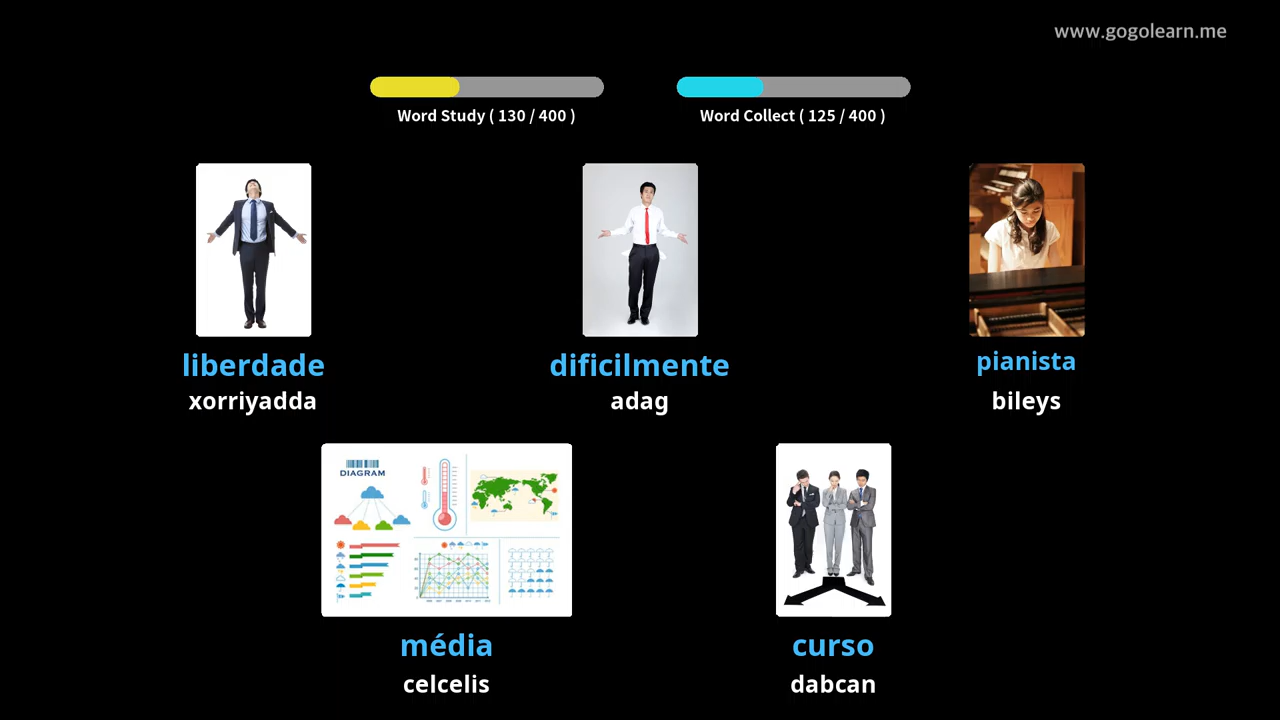 www.gogolearn.me
Word Study ( 130 / 400 )
Word Collect ( 125 / 400 )
liberdade
xorriyadda
dificilmente
adag
pianista
bileys
DIAGRAM
média
celcelis
curso
dabcan